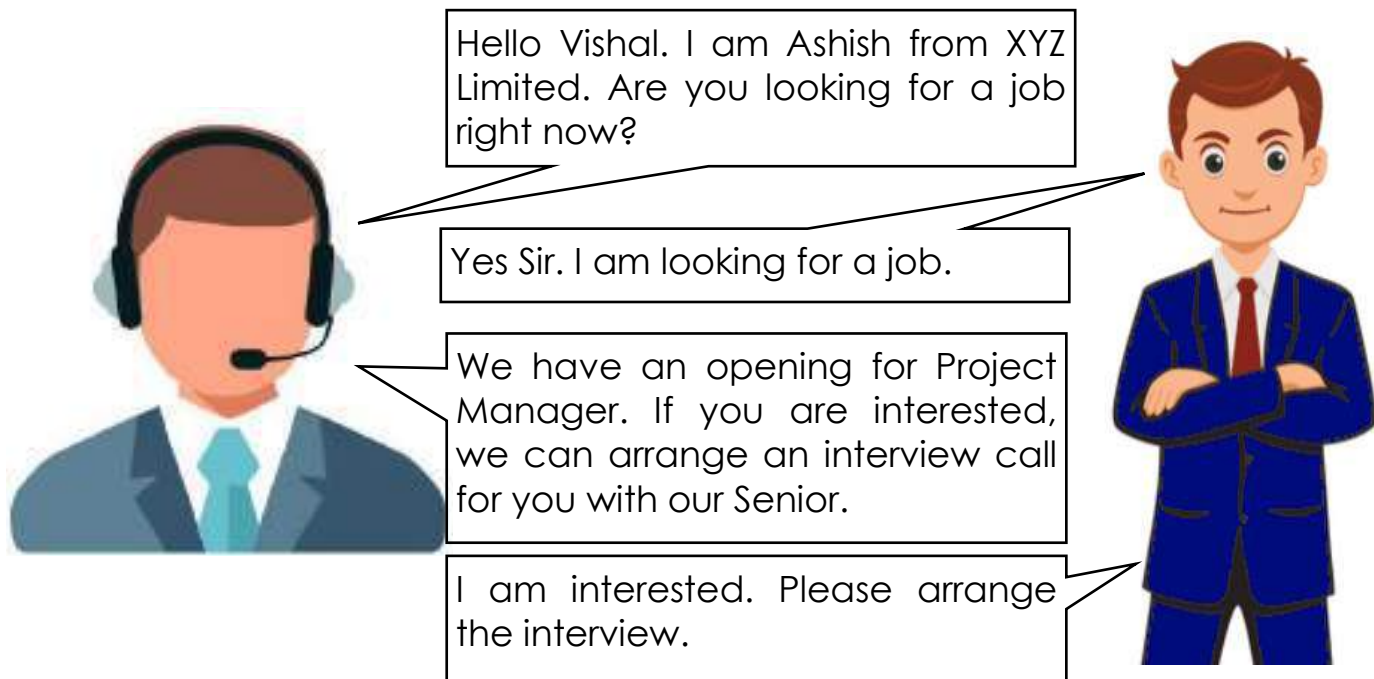 Hello Vishal. I am Ashish from XYZ
Limited. Are you looking for a job
right now?
Yes Sir. I am looking for a job.
We have an opening for Project
Manager. If you are interested,
we can arrange an interview call
for you with our Senior.
I am interested. Please arrange
the interview.